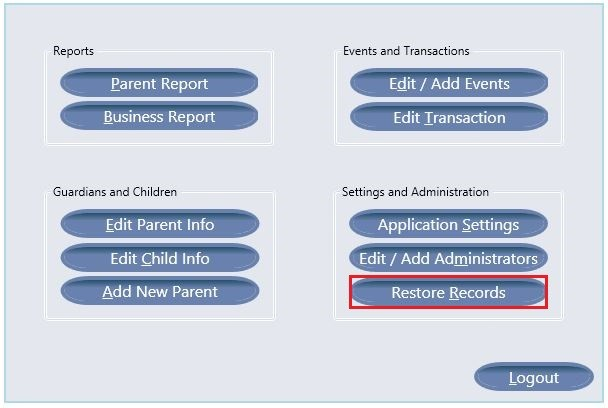 Reports
Parent Report
Business Report
Events and Transactions
Edit / Add Events
Edit Transaction
Guardians and Children
Edit Parent Info
Edit Child Info
Add New Parent
Settings and Administration
Application Settings
Edit / Add Administrators
Restore Records
Logout